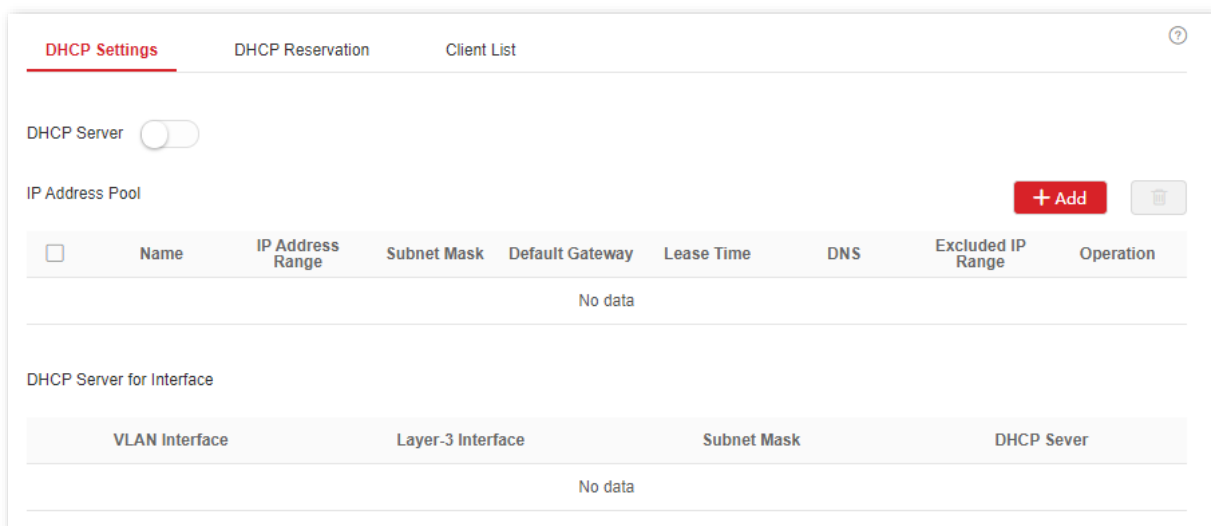 DHCP Settings DHCP Reservation Client List ?
DHCP Server
IP Address Pool + Add
Name IP Address Range Subnet Mask Default Gateway Lease Time DNS Excluded IP Range Operation
No data
DHCP Server for Interface
VLAN Interface Layer-3 Interface Subnet Mask DHCP Sever
No data